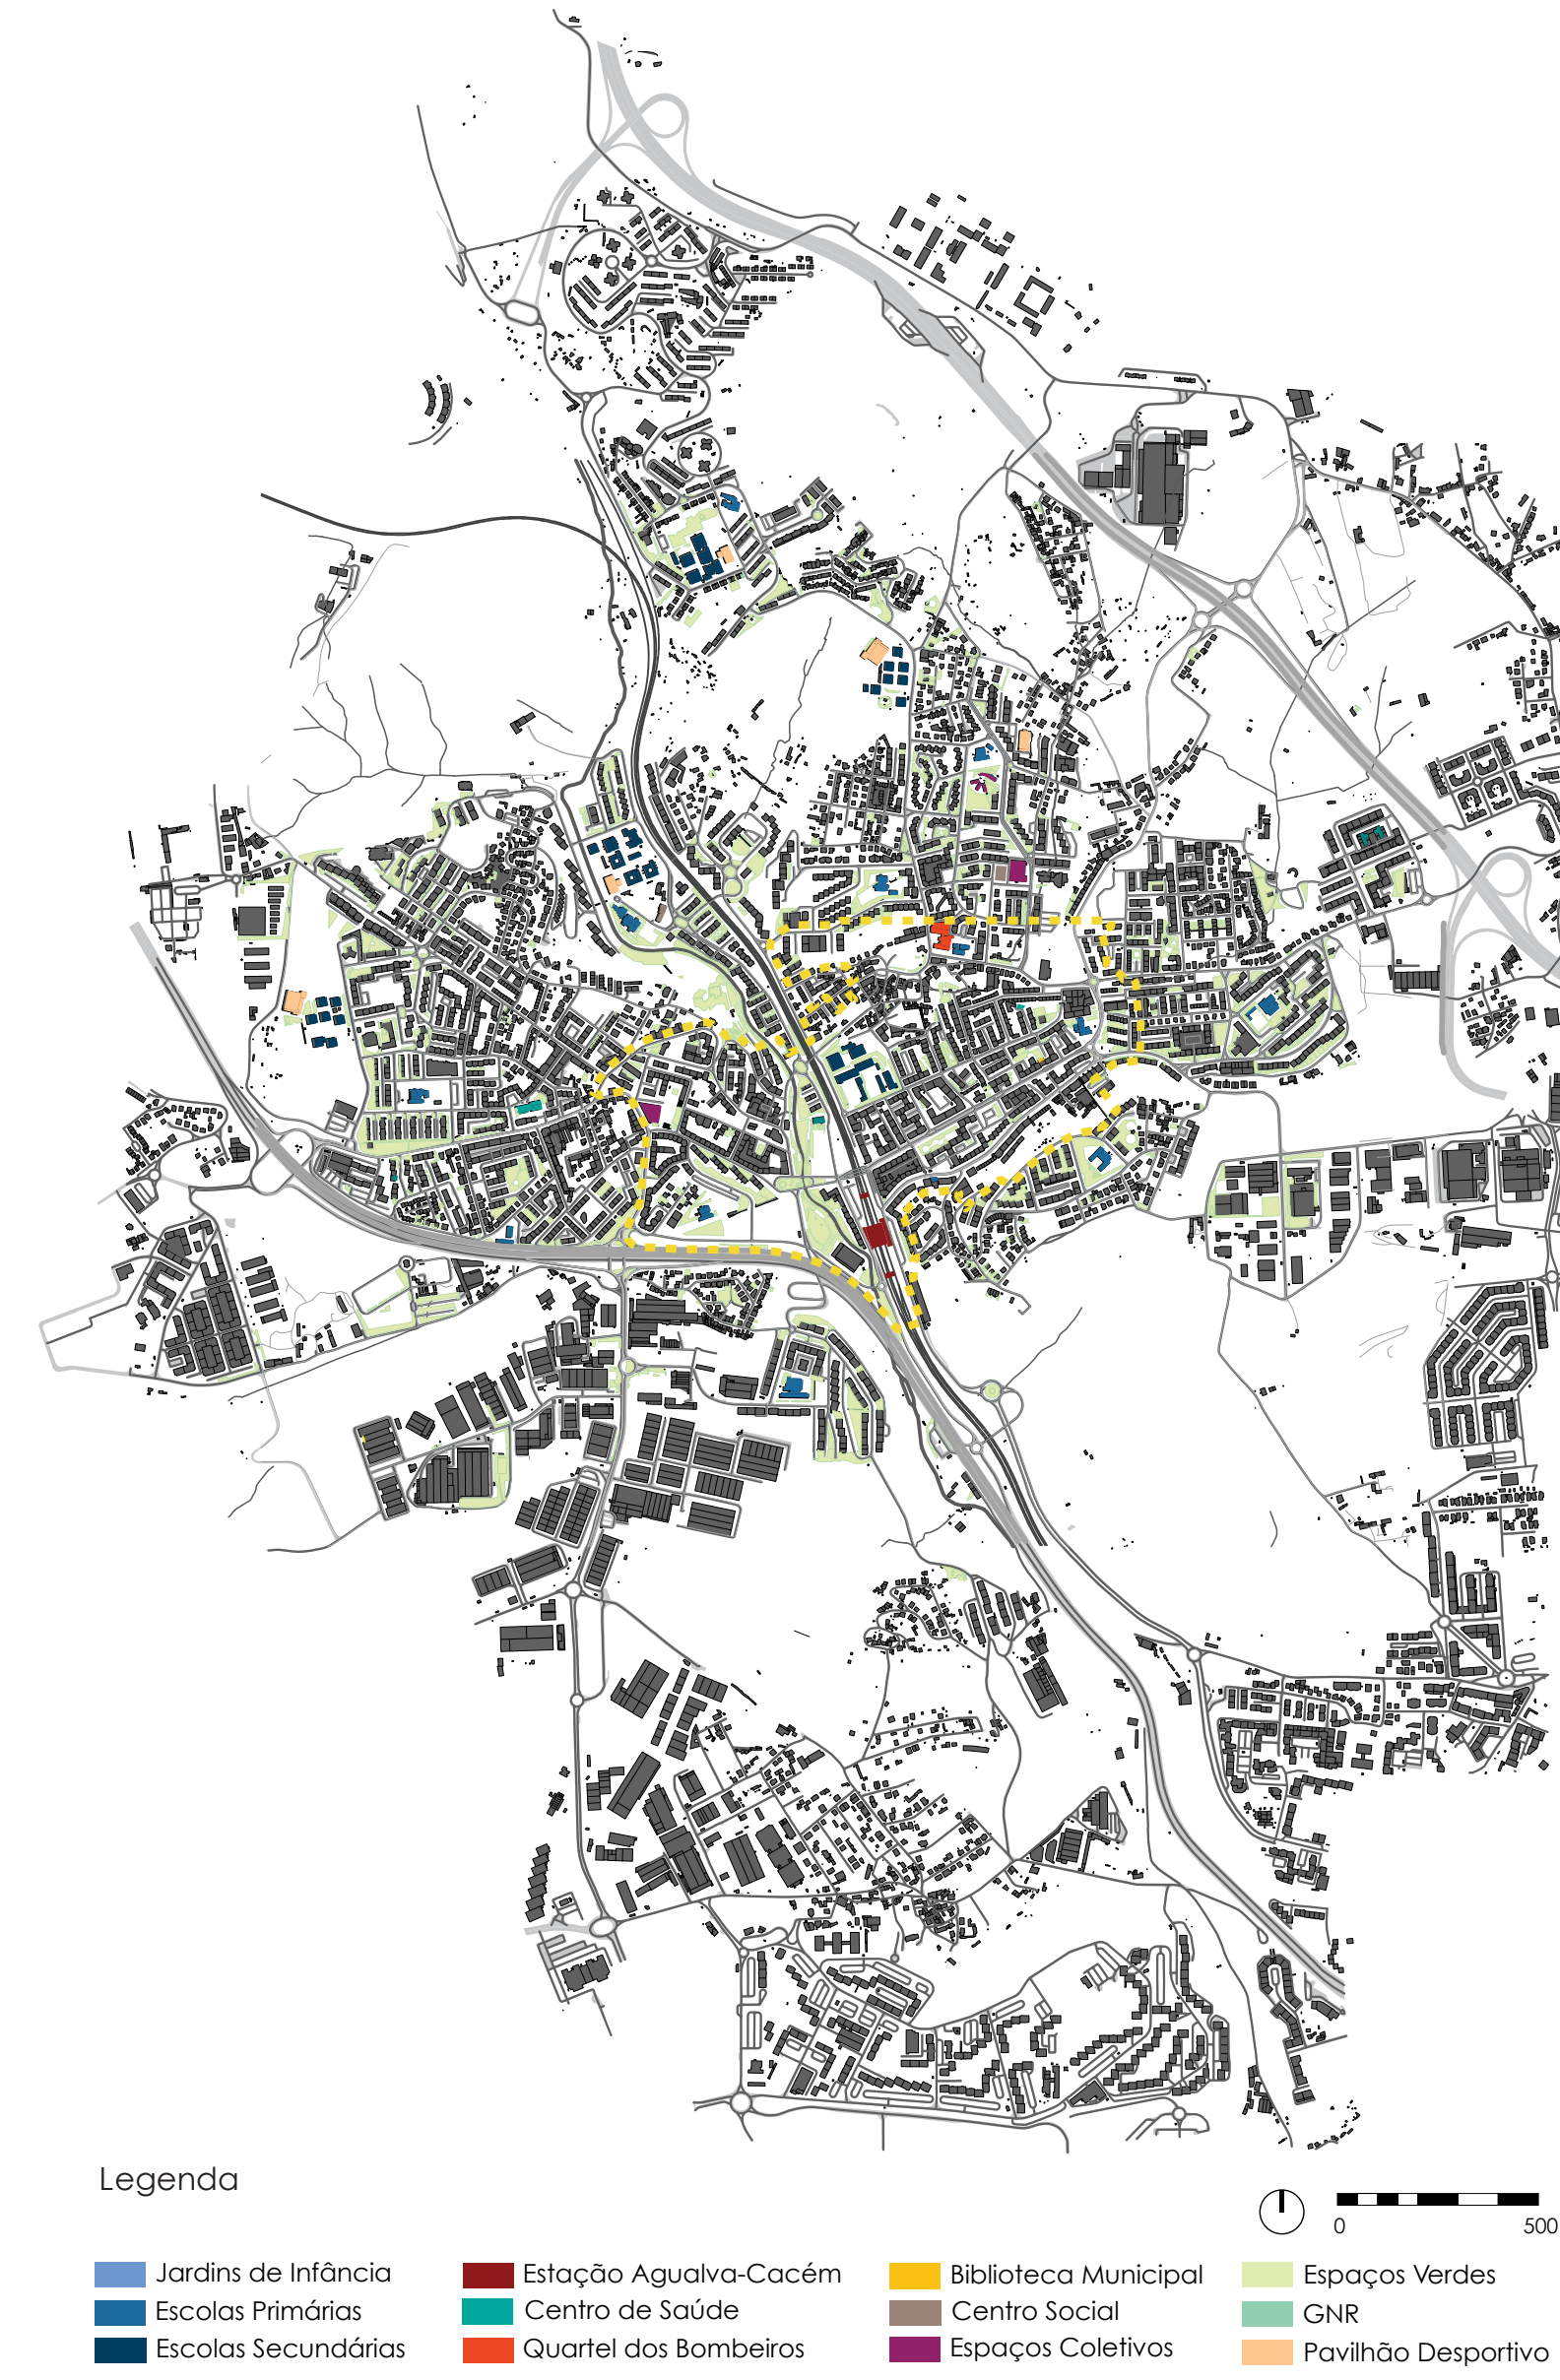 Legenda
0 500
Jardins de Infância
Escolas Primárias
Escolas Secundárias
Estação Agualva-Cacém
Centro de Saúde
Quartel dos Bombeiros
Biblioteca Municipal
Centro Social
Espaços Coletivos
Espaços Verdes
GNR
Pavilhão Desportivo